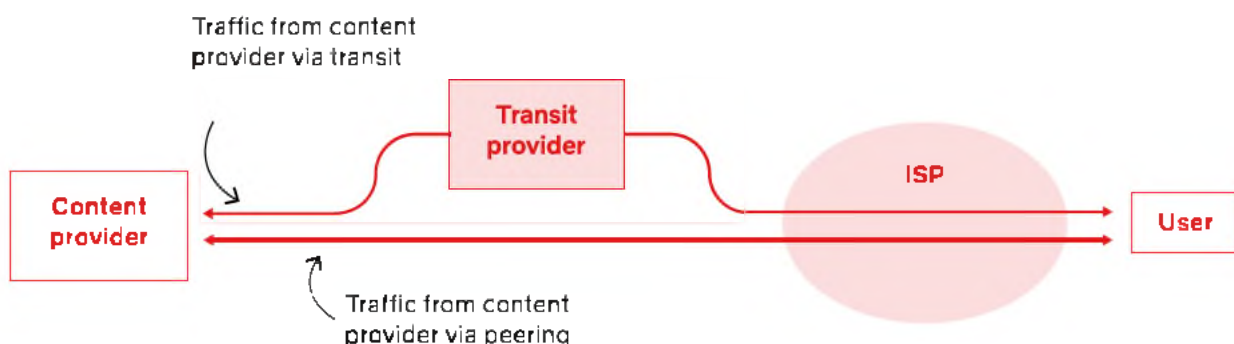 Traffic from content
provider via transit
Transit
provider
ISP
Content
provider
User
Traffic from content
provider via peering